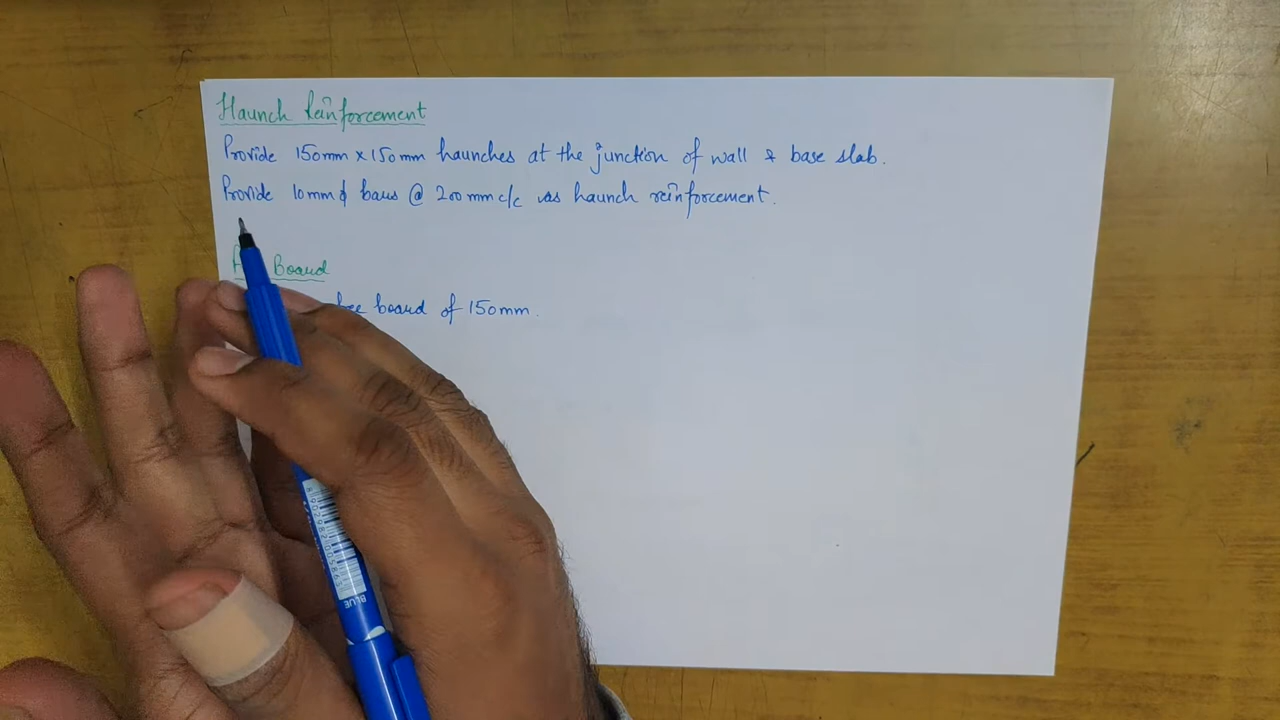 Haunch Reinforcement
Provide 150mm x 150mm haunches at the junction of wall & base slab.
Provide 10mm ϕ bars @ 200mm c/c as haunch reinforcement.
Board
board of 150mm.
BLUE